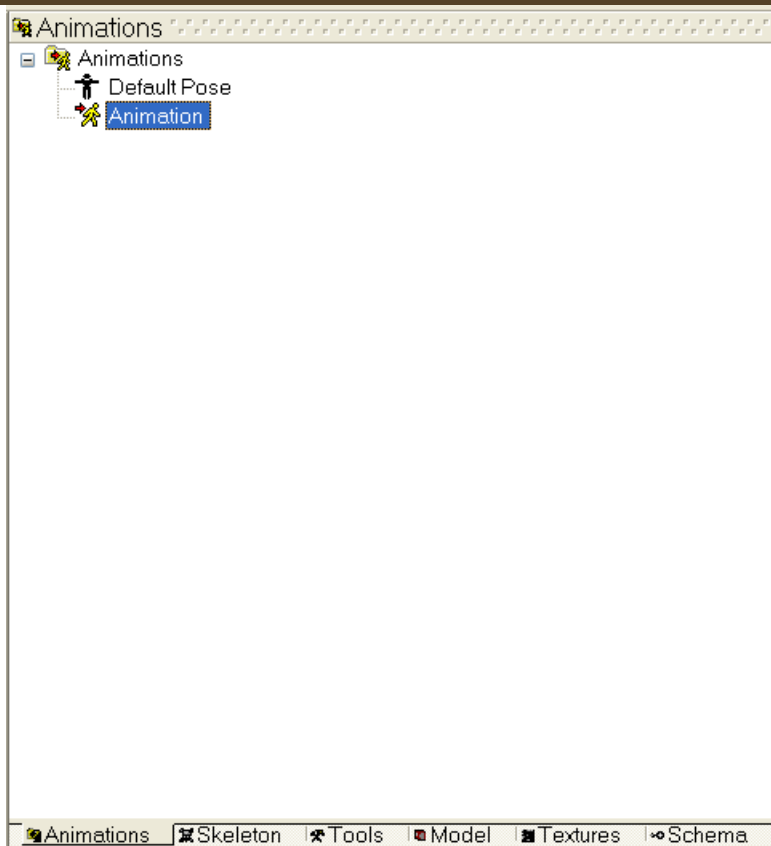 Animations
Animations
Default Pose
Animation
Animations Skeleton Tools Model Textures Schema